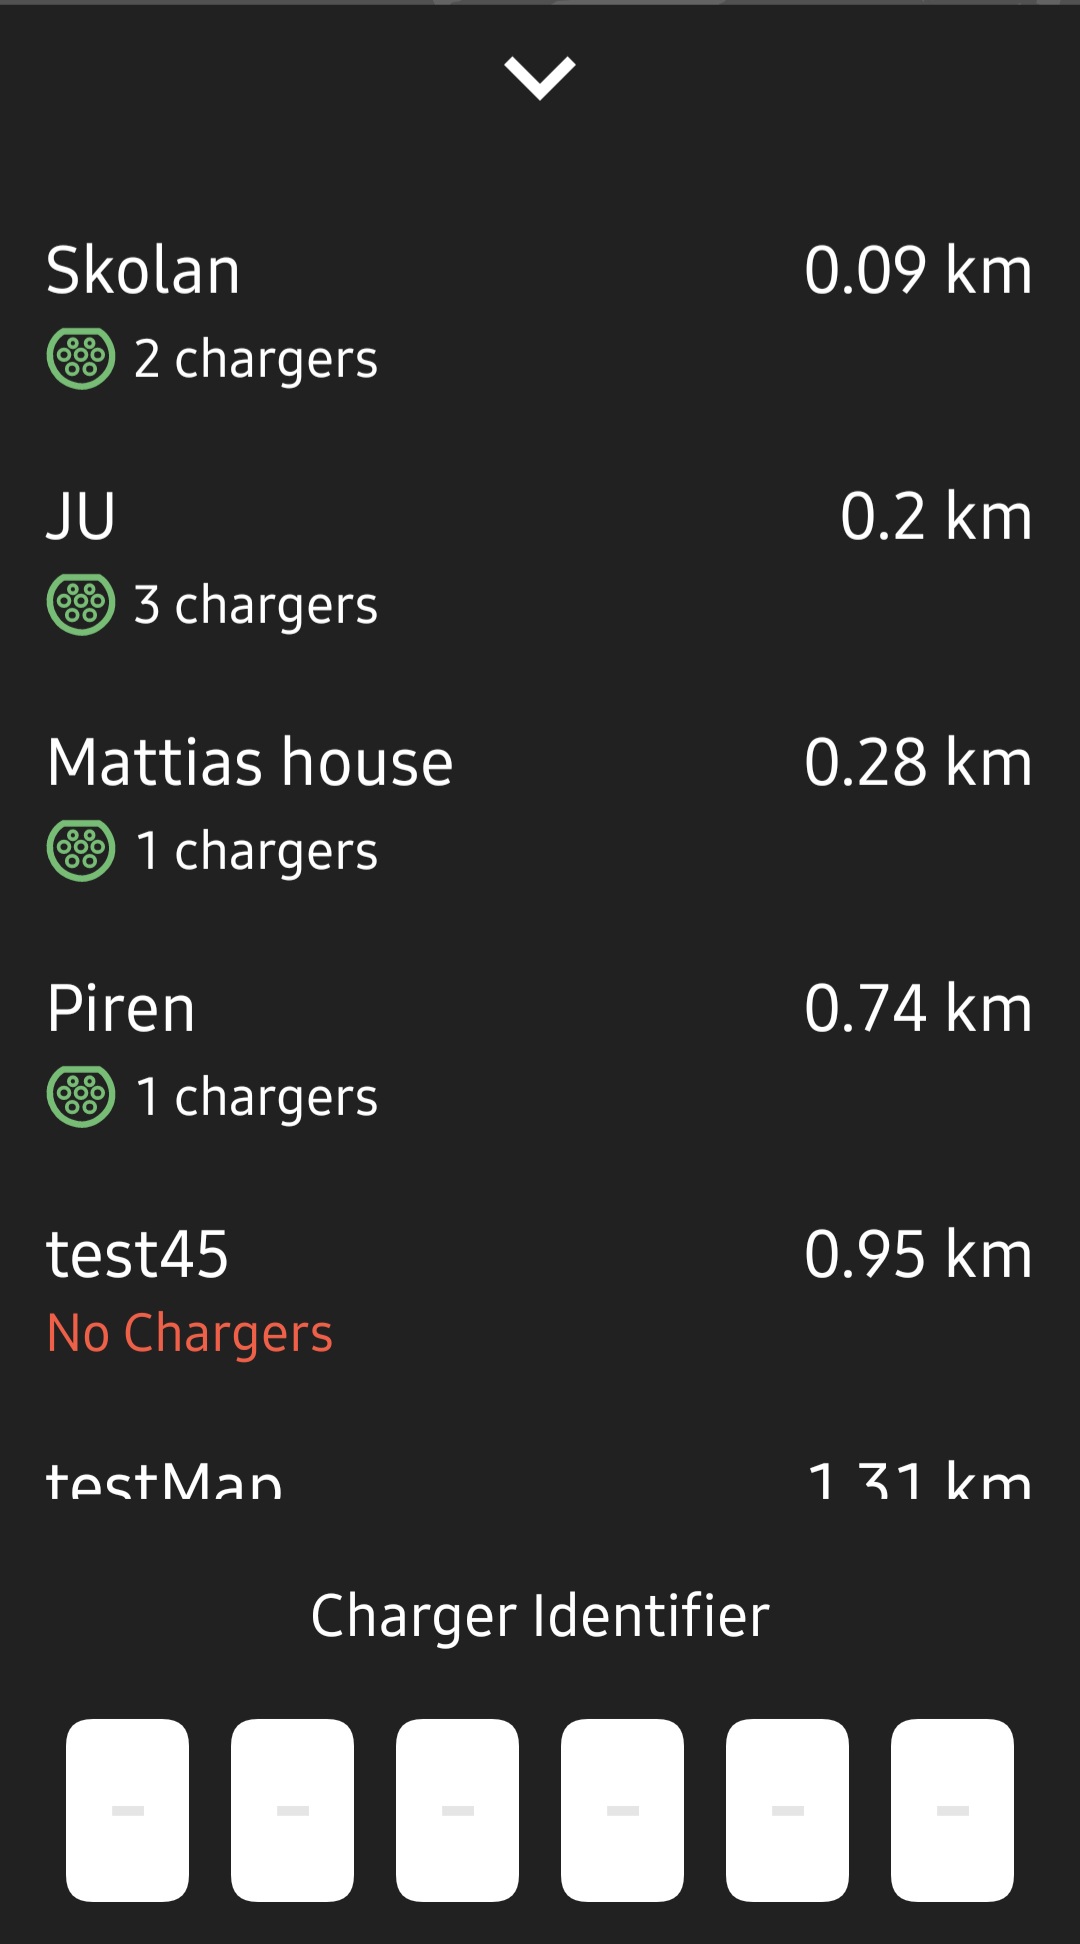 Skolan
0.09 km
2 chargers
JU
0.2 km
3 chargers
Mattias house
0.28 km
1 chargers
Piren
0.74 km
1 chargers
test45
0.95 km
No Chargers
testMap
1.31 km
Charger Identifier
- - - - - -